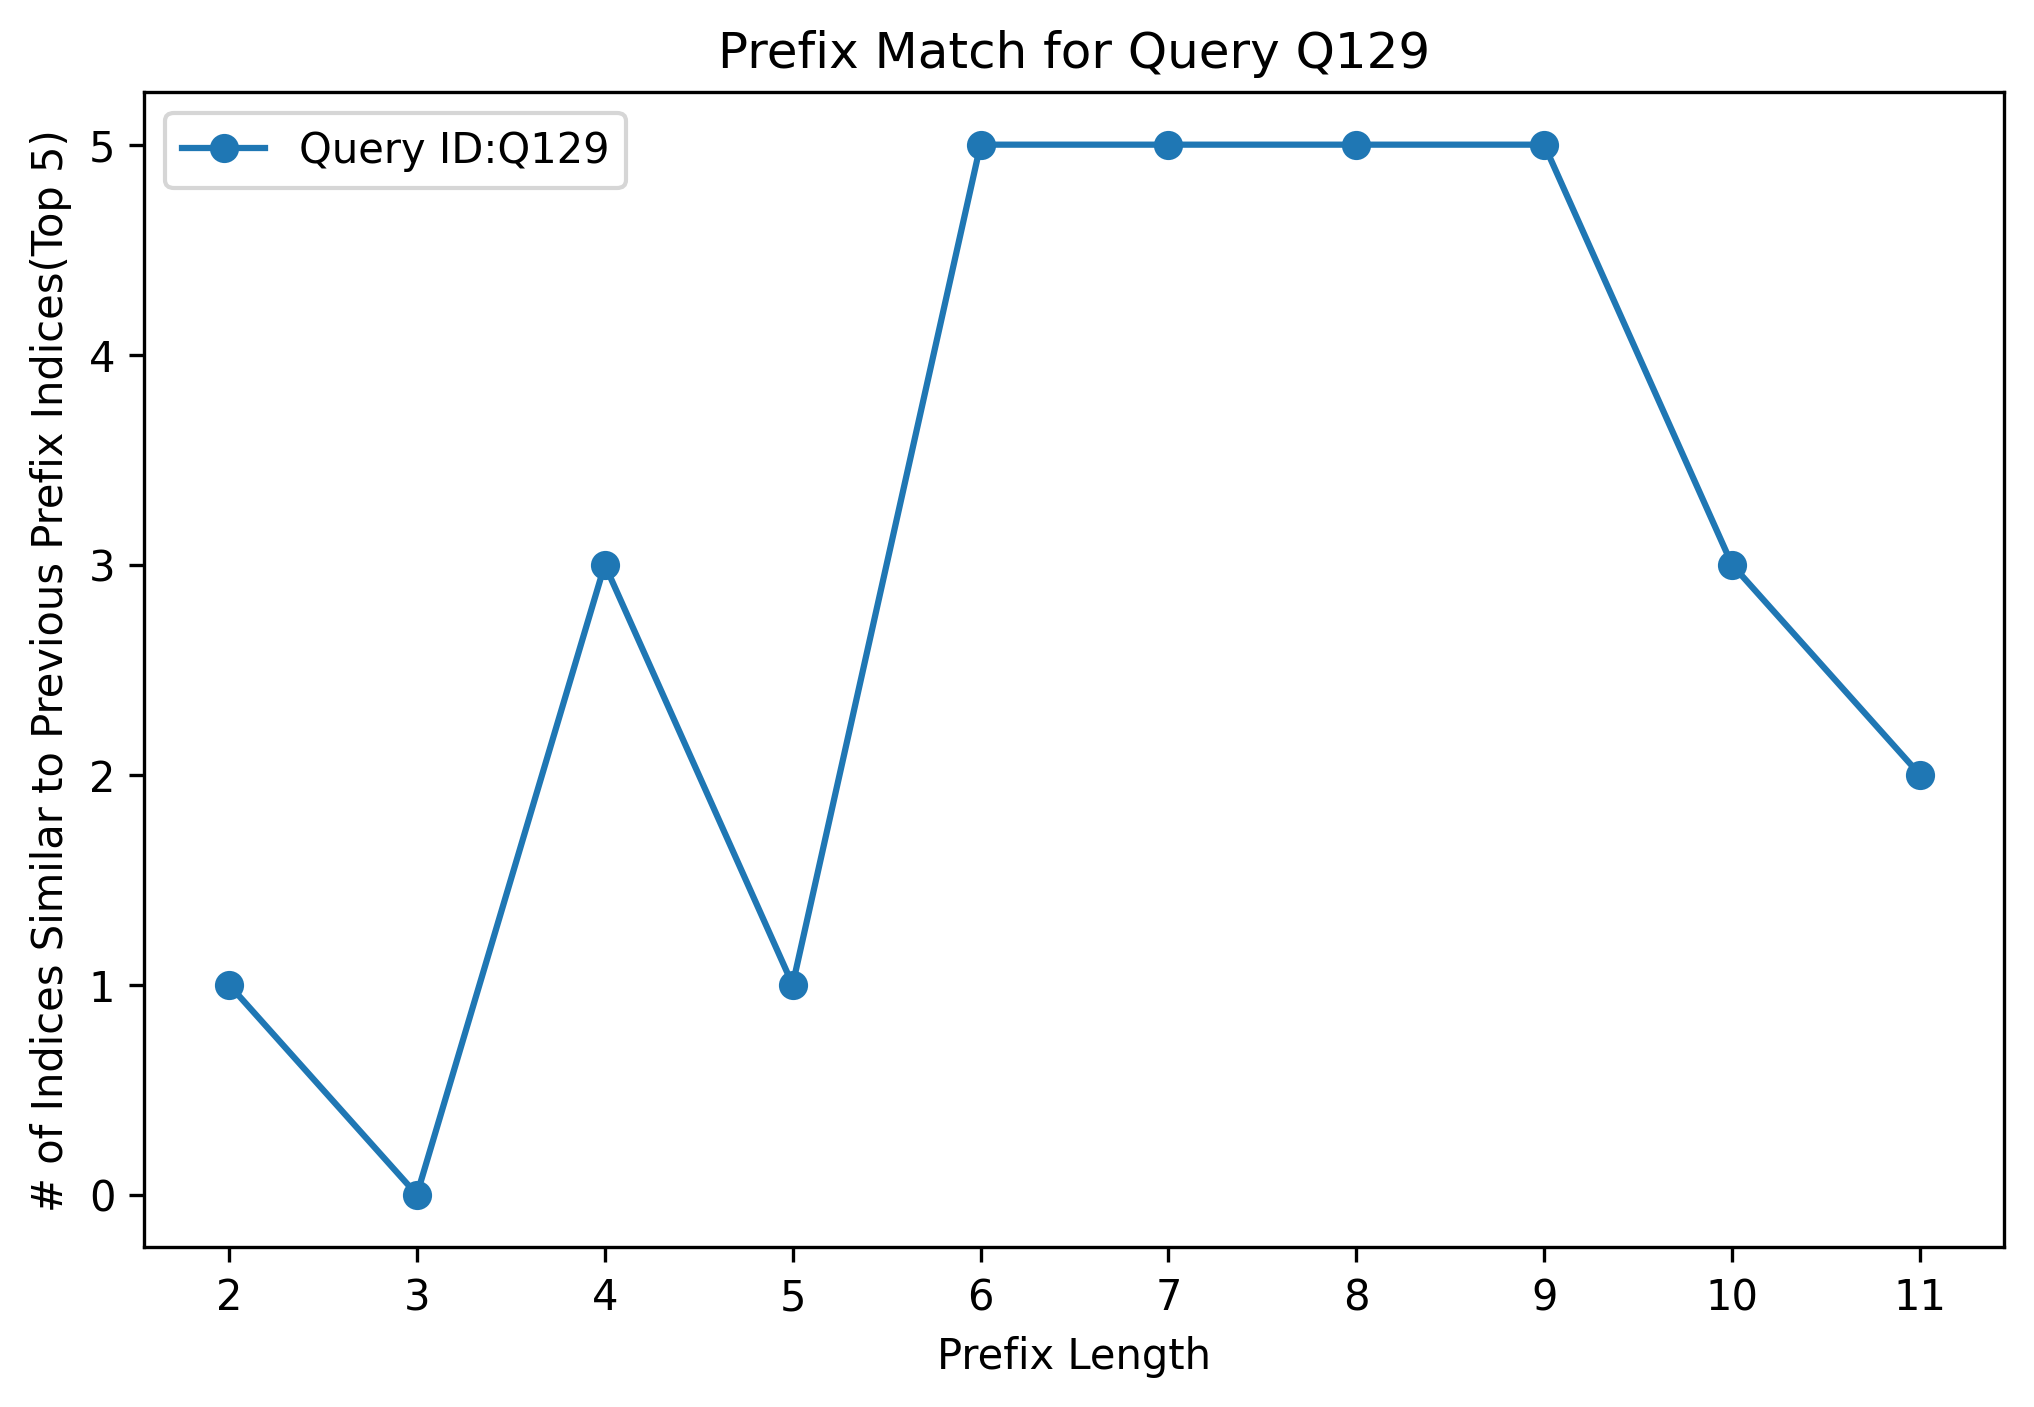 Prefix Match for Query Q129
Query ID:Q129
# of Indices Similar to Previous Prefix Indices(Top 5)
5
4
3
2
1
0
2 3 4 5 6 7 8 9 10 11
Prefix Length